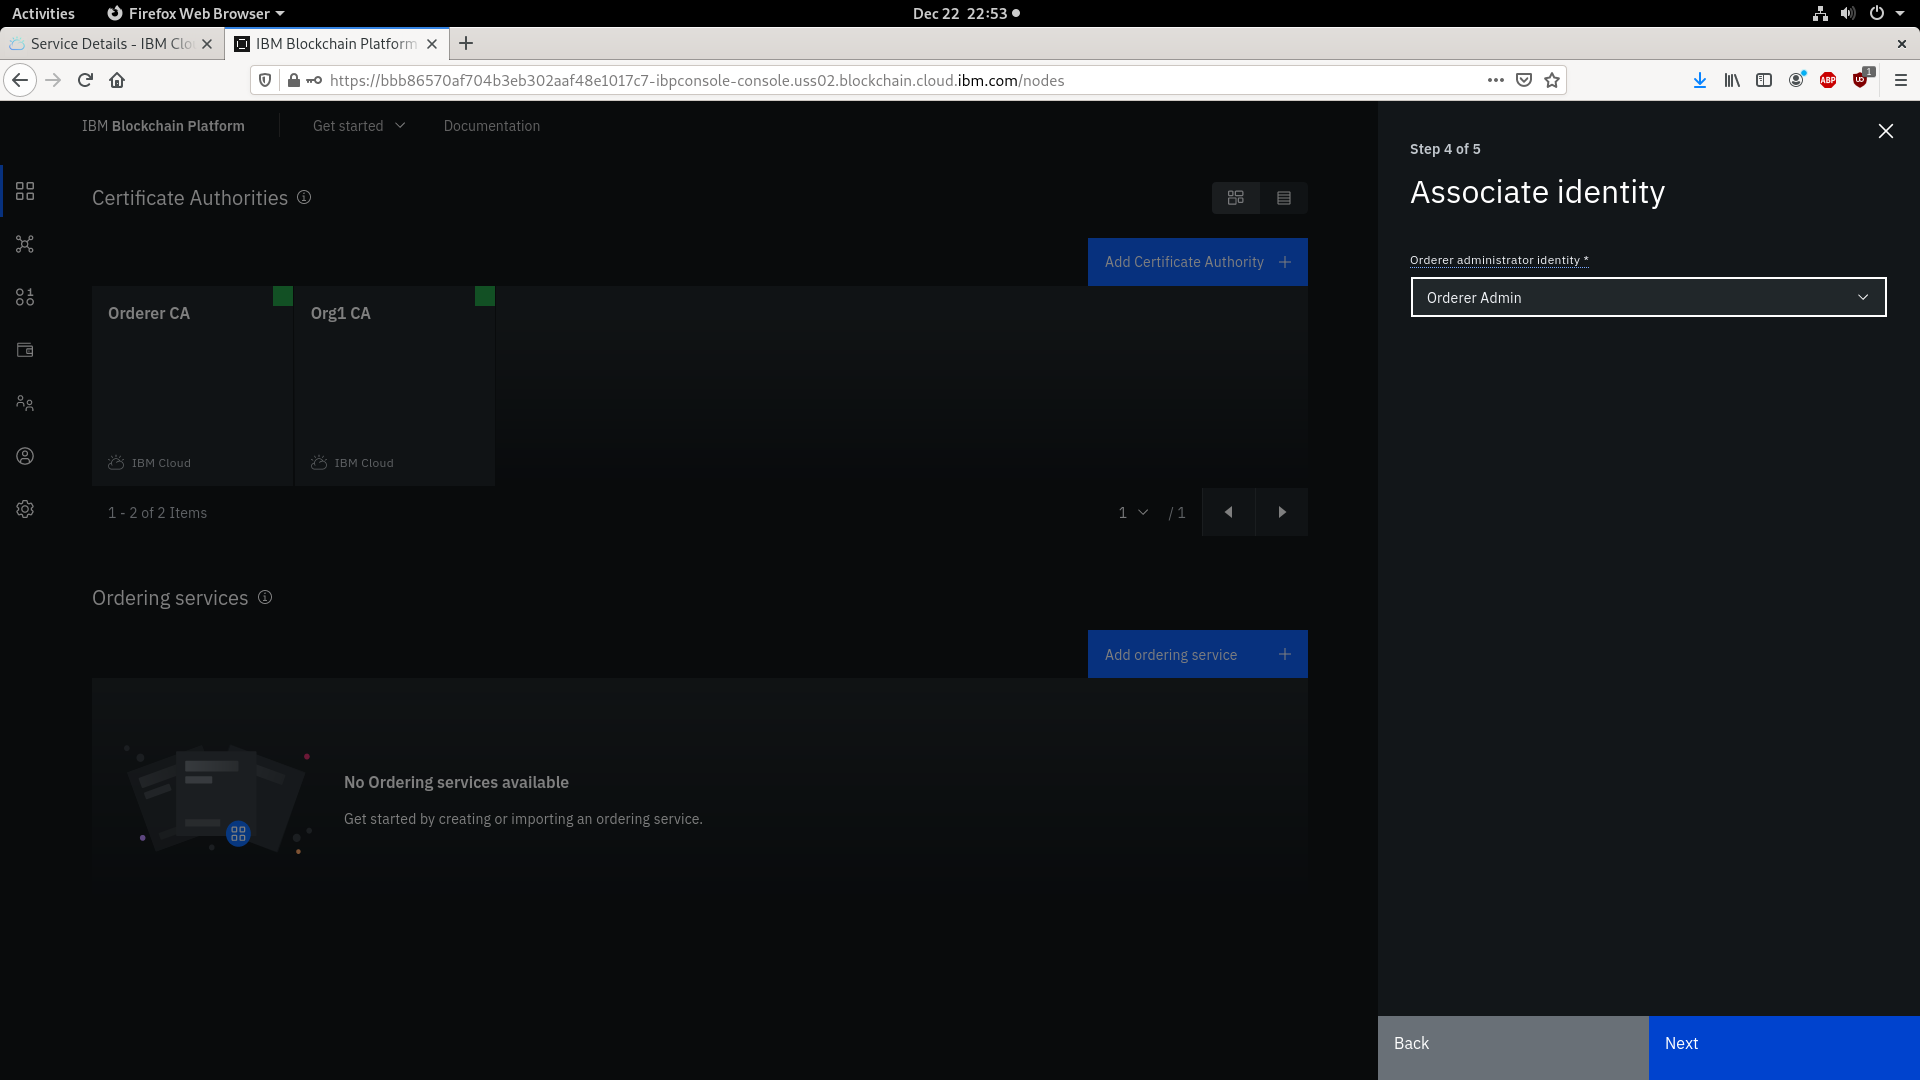 Activities
Firefox Web Browser
Dec 22 22:53
Service Details - IBM Clo
IBM Blockchain Platform
https://bbb86570af704b3eb302aaf48e1017c7-ibpconsole-console.uss02.blockchain.cloud.ibm.com/nodes
ABP
1
IBM Blockchain Platform
Get started
Documentation
Certificate Authorities
Add Certificate Authority
Orderer CA
Org1 CA
IBM Cloud
IBM Cloud
1 - 2 of 2 Items
1
/ 1
Ordering services
Add ordering service
No Ordering services available
Get started by creating or importing an ordering service.
Step 4 of 5
Associate identity
Orderer administrator identity *
Orderer Admin
Back
Next